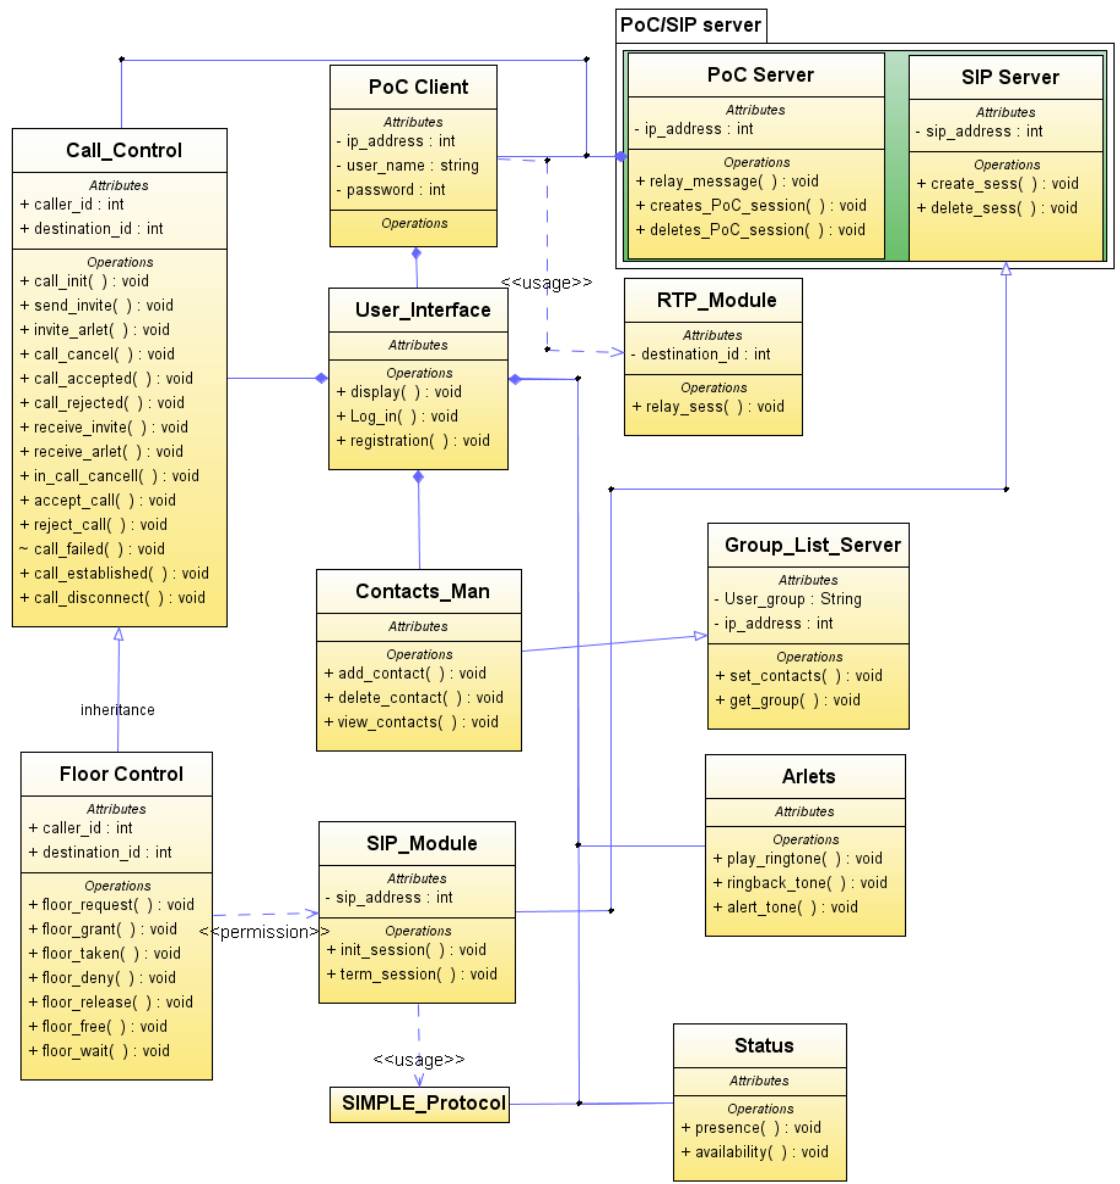 PoC/SIP server
PoC Server
Attributes
- ip_address : int
Operations
+ relay_message( ) : void
+ creates_PoC_session( ) : void
+ deletes_PoC_session( ) : void
SIP Server
Attributes
- sip_address : int
Operations
+ create_sess( ) : void
+ delete_sess( ) : void
PoC Client
Attributes
- ip_address : int
- user_name : string
- password : int
Operations
Call_Control
Attributes
+ caller_id : int
+ destination_id : int
Operations
+ call_init( ) : void
+ send_invite( ) : void
+ invite_arlet( ) : void
+ call_cancel( ) : void
+ call_accepted( ) : void
+ call_rejected( ) : void
+ receive_invite( ) : void
+ receive_arlet( ) : void
+ in_call_cancell( ) : void
+ accept_call( ) : void
+ reject_call( ) : void
~ call_failed( ) : void
+ call_established( ) : void
+ call_disconnect( ) : void
<<usage>>
User_Interface
Attributes
Operations
+ display( ) : void
+ Log_in( ) : void
+ registration( ) : void
RTP_Module
Attributes
- destination_id : int
Operations
+ relay_sess( ) : void
Group_List_Server
Attributes
- User_group : String
- ip_address : int
Operations
+ set_contacts( ) : void
+ get_group( ) : void
Contacts_Man
Attributes
Operations
+ add_contact( ) : void
+ delete_contact( ) : void
+ view_contacts( ) : void
inheritance
Floor Control
Attributes
+ caller_id : int
+ destination_id : int
Operations
+ floor_request( ) : void
+ floor_grant( ) : void
+ floor_taken( ) : void
+ floor_deny( ) : void
+ floor_release( ) : void
+ floor_free( ) : void
+ floor_wait( ) : void
<<permission>>
SIP_Module
Attributes
- sip_address : int
Operations
+ init_session( ) : void
+ term_session( ) : void
Arlets
Attributes
Operations
+ play_ringtone( ) : void
+ ringback_tone( ) : void
+ alert_tone( ) : void
<<usage>>
SIMPLE_Protocol
Status
Attributes
Operations
+ presence( ) : void
+ availability( ) : void